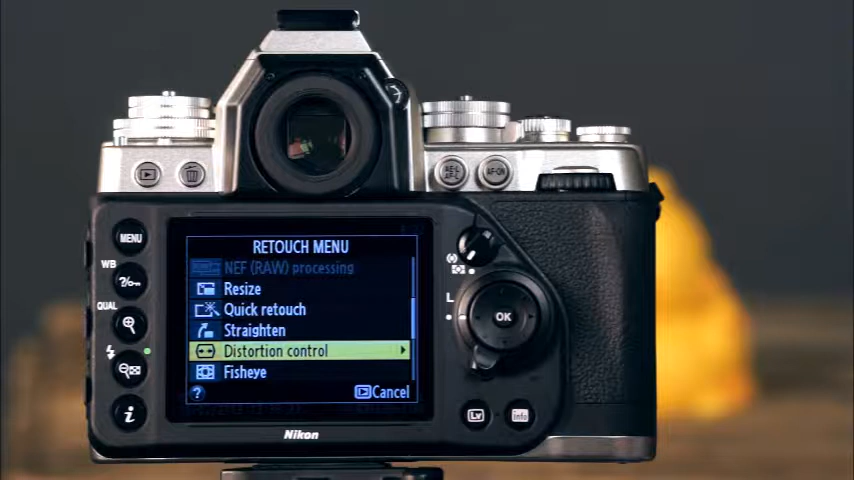 AE-L
AF-L
AF-ON
MENU
WB
?/
QUAL
i
RETOUCH MENU
NEF (RAW) processing
Resize
Quick retouch
Straighten
Distortion control
Fisheye
?
Cancel
Nikon
L
OK
Lv
info